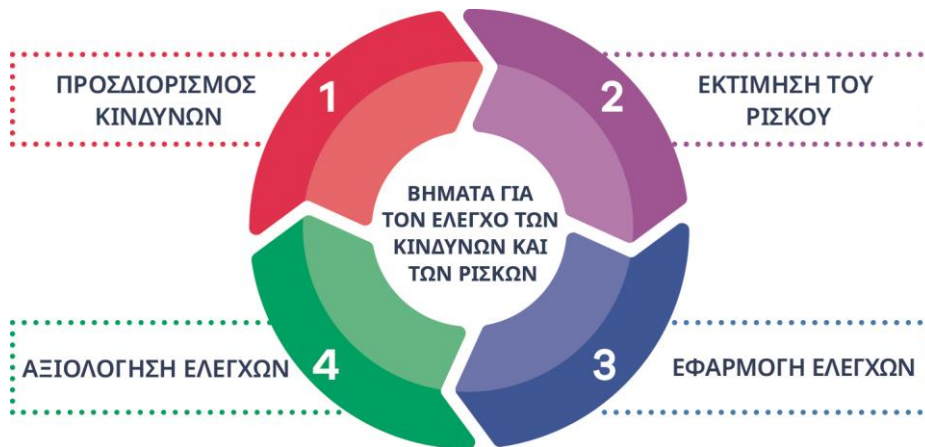 1
ΠΡΟΣΔΙΟΡΙΣΜΟΣ
ΚΙΝΔΥΝΩΝ
2
ΕΚΤΙΜΗΣΗ ΤΟΥ
ΡΙΣΚΟΥ
ΒΗΜΑΤΑ ΓΙΑ
ΤΟΝ ΕΛΕΓΧΟ ΤΩΝ
ΚΙΝΔΥΝΩΝ ΚΑΙ
ΤΩΝ ΡΙΣΚΩΝ
3
ΕΦΑΡΜΟΓΗ ΕΛΕΓΧΩΝ
4
ΑΞΙΟΛΟΓΗΣΗ ΕΛΕΓΧΩΝ